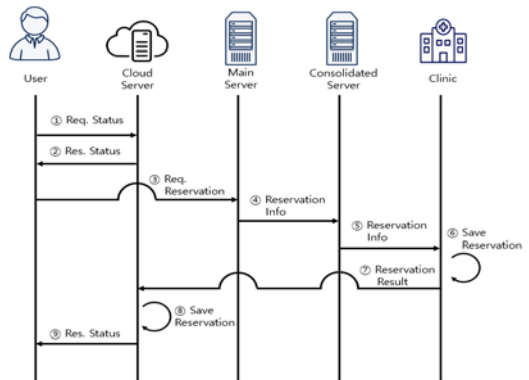 User
Cloud
Server
Main
Server
Consolidated
Server
Clinic
① Req. Status
② Res. Status
③ Req.
Reservation
④ Reservation
Info
⑤ Reservation
Info
⑥ Save
Reservation
⑦ Reservation
Result
⑧ Save
Reservation
⑨ Res. Status